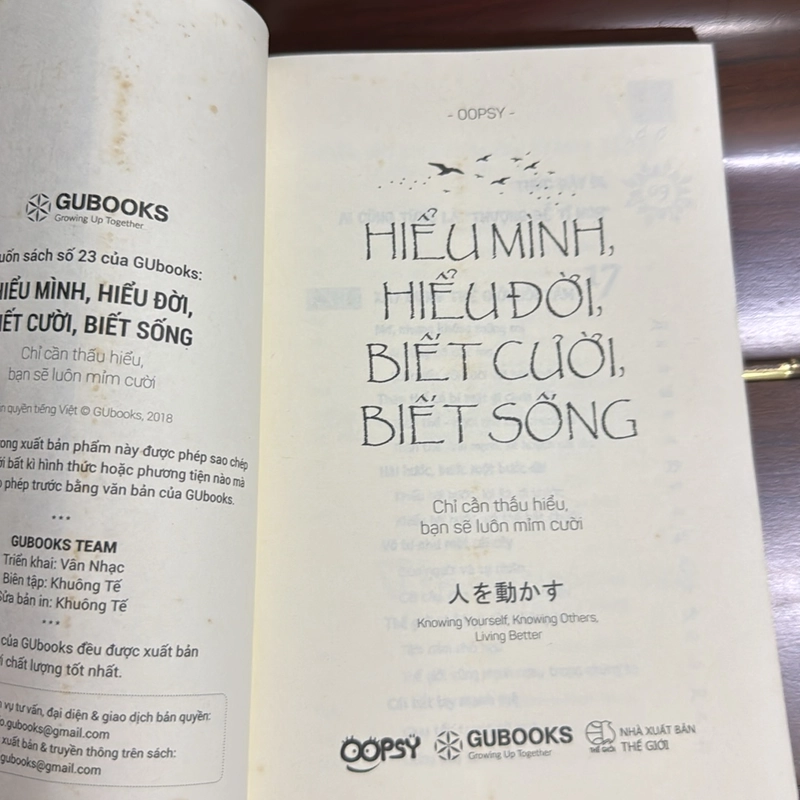 GUBOOKS
Growing Up Together
sách số 23 của GUbooks:
HIỂU MÌNH, HIỂU ĐỜI,
CƯỜI, BIẾT SỐNG
Chỉ cần thấu hiểu,
bạn sẽ luôn mỉm cười
quyền tiếng Việt © GUbooks, 2018
xuất bản phẩm này được phép sao chép
bất kì hình thức hoặc phương tiện nào mà
phép trước bằng văn bản của GUbooks.
***
GUBOOKS TEAM
Triển khai: Vân Nhạc
Biên tập: Khuông Tế
Sửa bản in: Khuông Tế
***
của GUbooks đều được xuất bản
chất lượng tốt nhất.
vụ tư vấn, đại diện & giao dịch bản quyền:
gubooks@gmail.com
xuất bản & truyền thông trên sách:
gubooks@gmail.com
- OOPSY -
HIỂU MÌNH,
HIỂU ĐỜI,
BIẾT CƯỜI,
BIẾT SỐNG
Chỉ cần thấu hiểu,
bạn sẽ luôn mỉm cười
人を動かす
Knowing Yourself, Knowing Others,
Living Better
OOPSY
GUBOOKS
Growing Up Together
THẾ GIỚI
NHÀ XUẤT BẢN
THẾ GIỚI